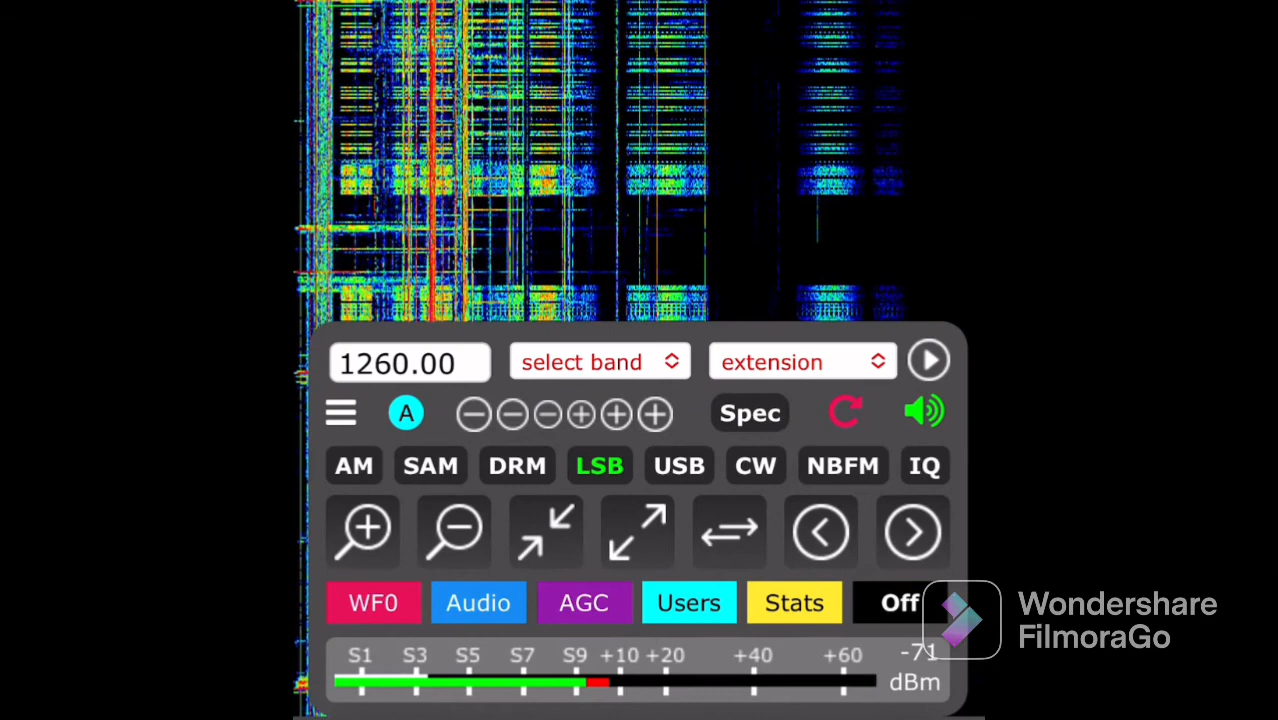 1260.00 select band extension
A Spec
AM SAM DRM LSB USB CW NBFM IQ
WF0 Audio AGC Users Stats Off
S1 S3 S5 S7 S9 +10 +20 +40 +60 -71
dBm
Wondershare
FilmoraGo